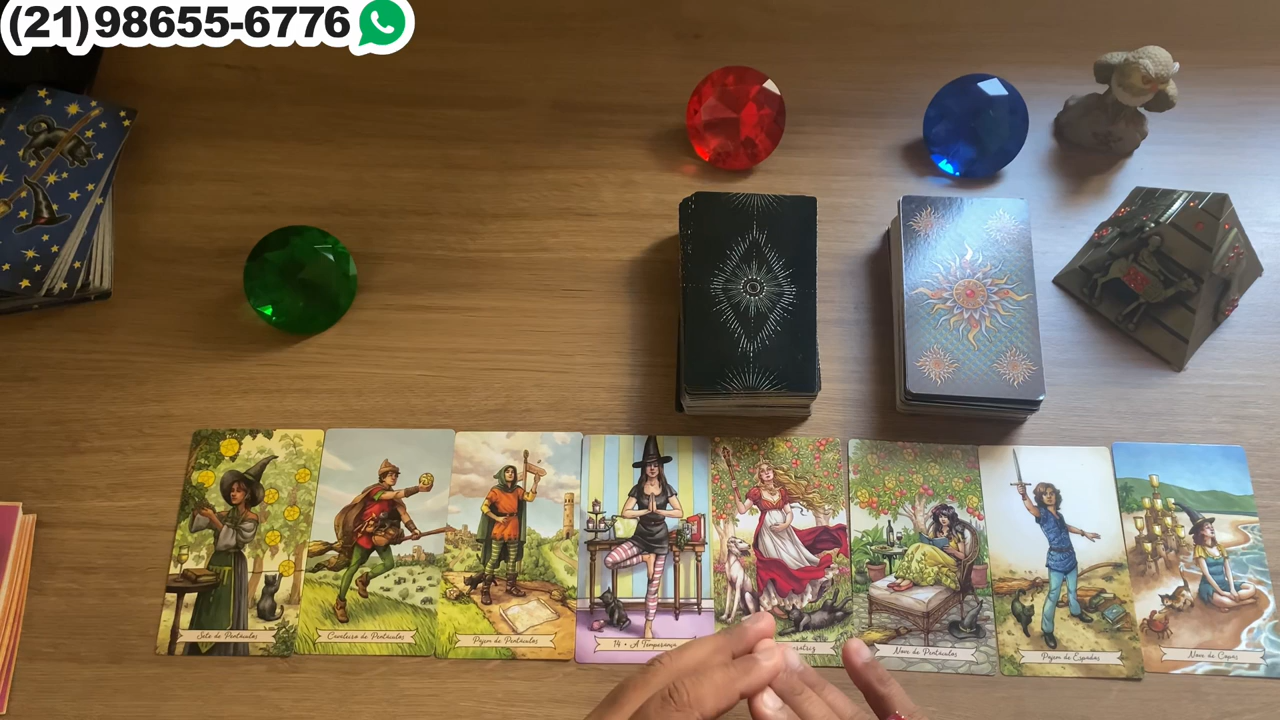 (21)98655-6776
Sete de Pentáculos
Cavaleiro de Pentáculos
Pajem de Pentáculos
14 • A Temperança
Nove de Pentáculos
Pajem de Espadas
Nove de Copas